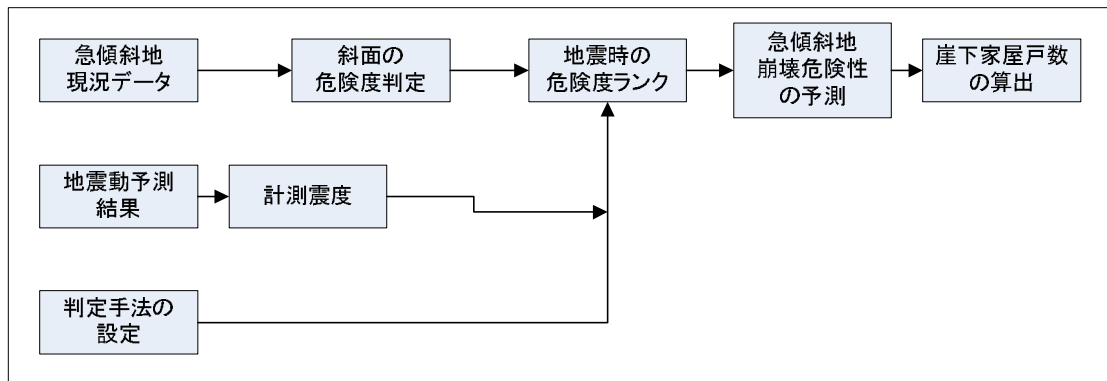 急傾斜地
現況データ
斜面の
危険度判定
地震時の
危険度ランク
急傾斜地
崩壊危険性
の予測
崖下家屋戸数
の算出
地震動予測
結果
計測震度
判定手法の
設定